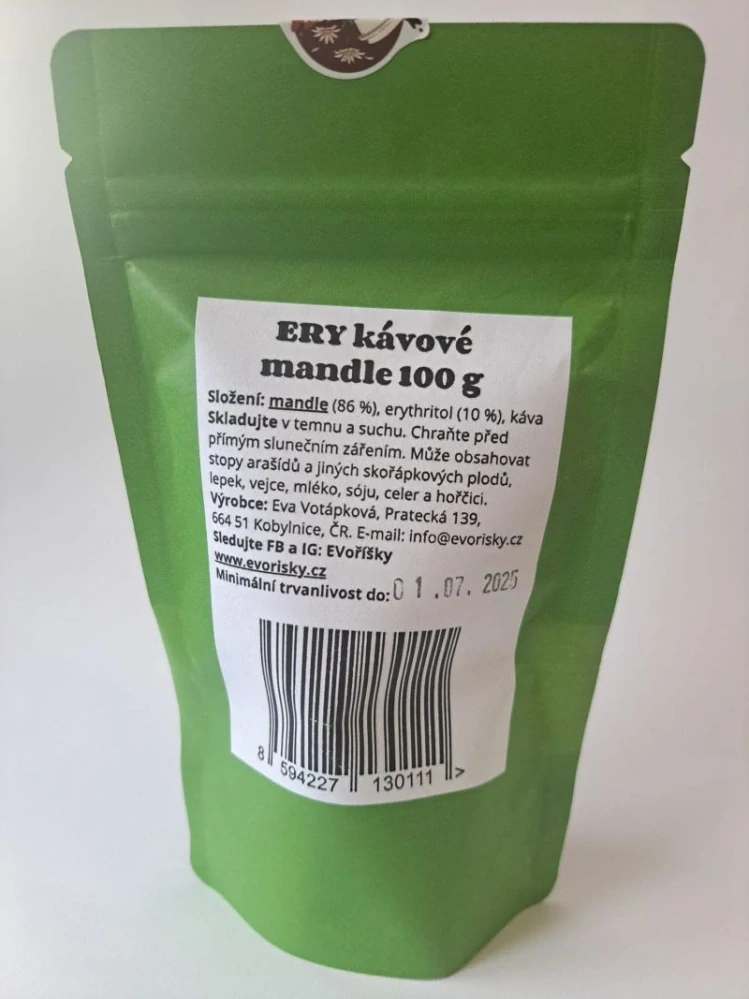 ERY kávové
mandle 100 g
Složení: mandle (86 %), erythritol (10 %), káva
Skladujte v temnu a suchu. Chraňte před
přímým slunečním zářením. Může obsahovat
stopy arašídů a jiných skořápkových plodů,
lepek, vejce, mléko, sóju, celer a hořčici.
Výrobce: Eva Votápková, Pratecká 139,
664 51 Kobylnice, ČR. E-mail: info@evorisky.cz
Sledujte FB a IG: EVoříšky
www.evorisky.cz
Minimální trvanlivost do: 01.07. 2025
8 594227 130111 >